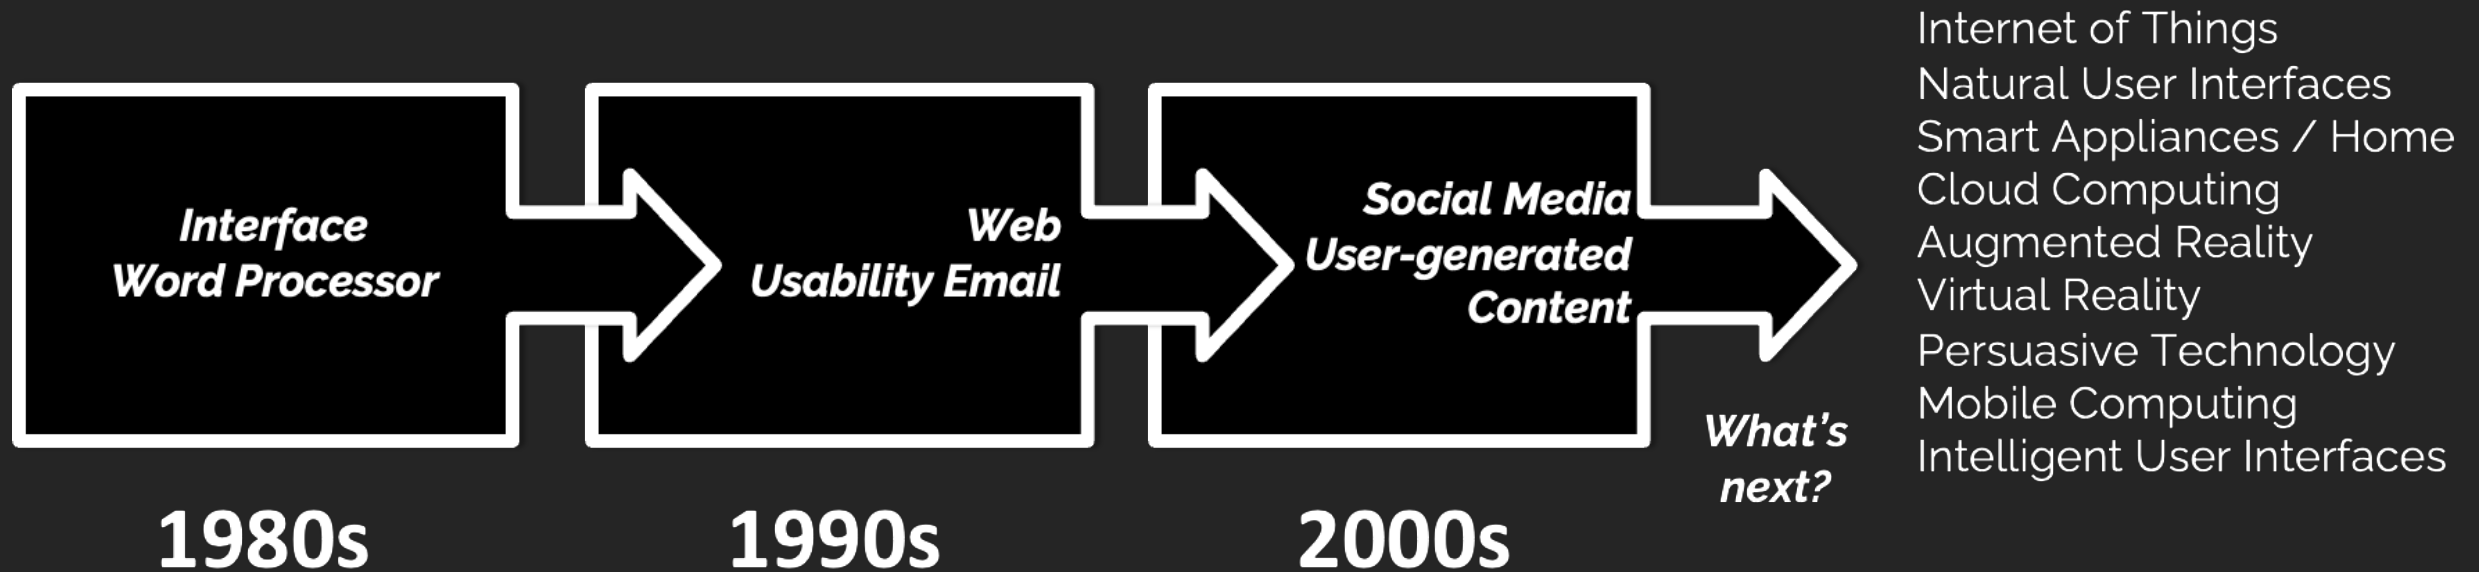 Interface
Word Processor
1980s
Web
Usability Email
1990s
Social Media
User-generated
Content
2000s
What's
next?
Internet of Things
Natural User Interfaces
Smart Appliances / Home
Cloud Computing
Augmented Reality
Virtual Reality
Persuasive Technology
Mobile Computing
Intelligent User Interfaces